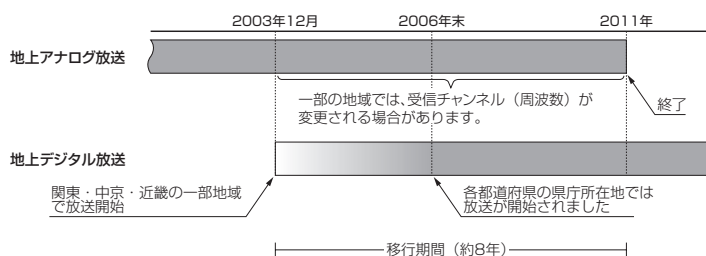 2003年12月 2006年末 2011年
地上アナログ放送
一部の地域では、受信チャンネル（周波数）が
変更される場合があります。
終了
地上デジタル放送
関東・中京・近畿の一部地域
で放送開始
各都道府県の県庁所在地では
放送が開始されました
移行期間（約8年）